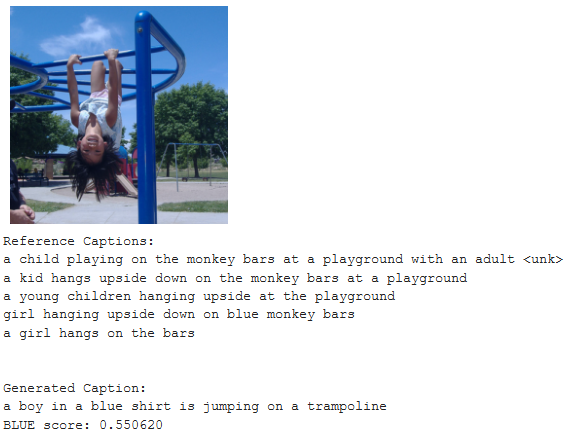 Reference Captions:
a child playing on the monkey bars at a playground with an adult <unk>
a kid hangs upside down on the monkey bars at a playground
a young children hanging upside at the playground
girl hanging upside down on blue monkey bars
a girl hangs on the bars
Generated Caption:
a boy in a blue shirt is jumping on a trampoline
BLUE score: 0.550620